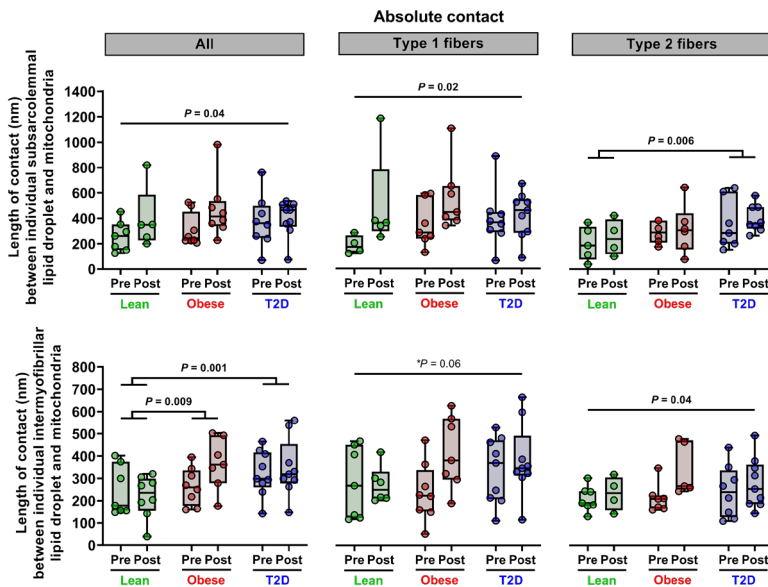 Absolute contact
All
Type 1 fibers
Type 2 fibers
Length of contact (nm)
between individual subsarcolemmal
lipid droplet and mitochondria
1400
1200
1000
800
600
400
200
0
P = 0.04
P = 0.02
P = 0.006
Pre Post Pre Post Pre Post
Lean Obese T2D
Pre Post Pre Post Pre Post
Lean Obese T2D
Pre Post Pre Post Pre Post
Lean Obese T2D
Length of contact (nm)
between individual intermyofibrillar
lipid droplet and mitochondria
800
700
600
500
400
300
200
100
0
P = 0.001
P = 0.009
*P = 0.06
P = 0.04
Pre Post Pre Post Pre Post
Lean Obese T2D
Pre Post Pre Post Pre Post
Lean Obese T2D
Pre Post Pre Post Pre Post
Lean Obese T2D